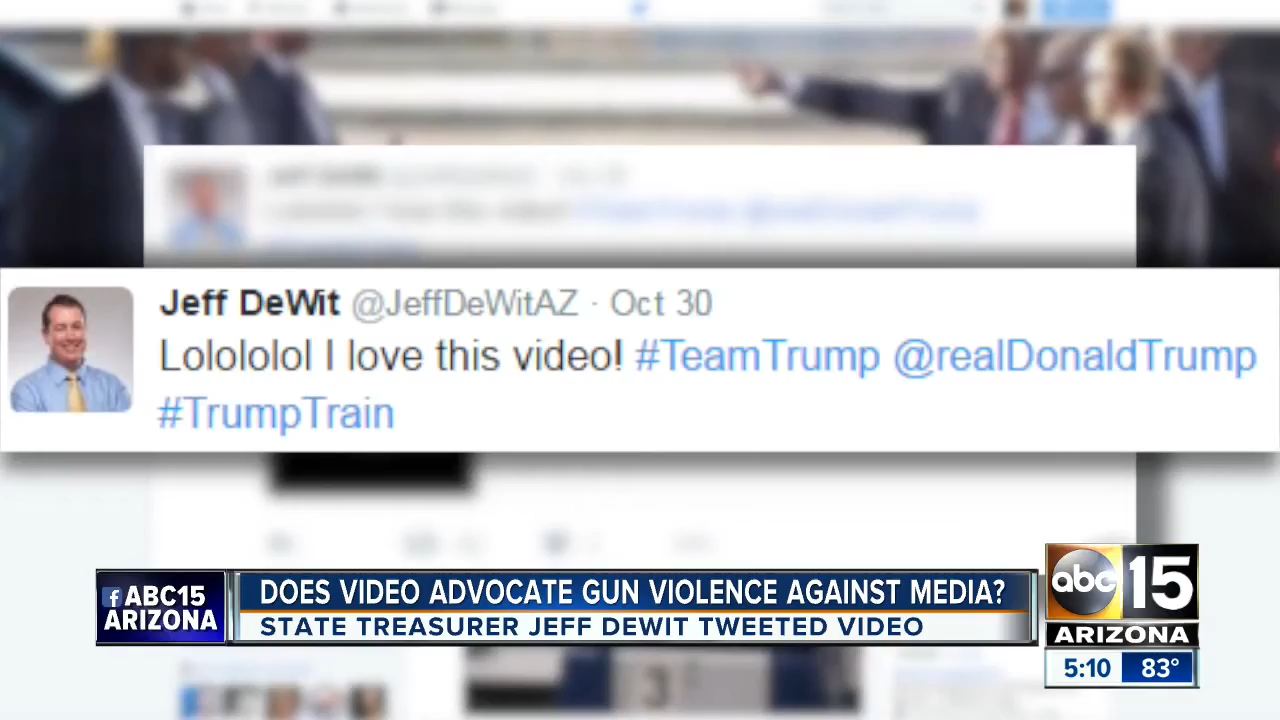 Jeff DeWit @JeffDeWitAZ · Oct 30
Lolololol I love this video! #TeamTrump @realDonaldTrump
#TrumpTrain
f ABC15
ARIZONA
DOES VIDEO ADVOCATE GUN VIOLENCE AGAINST MEDIA?
STATE TREASURER JEFF DEWIT TWEETED VIDEO
abc 15
ARIZONA
5:10 83°